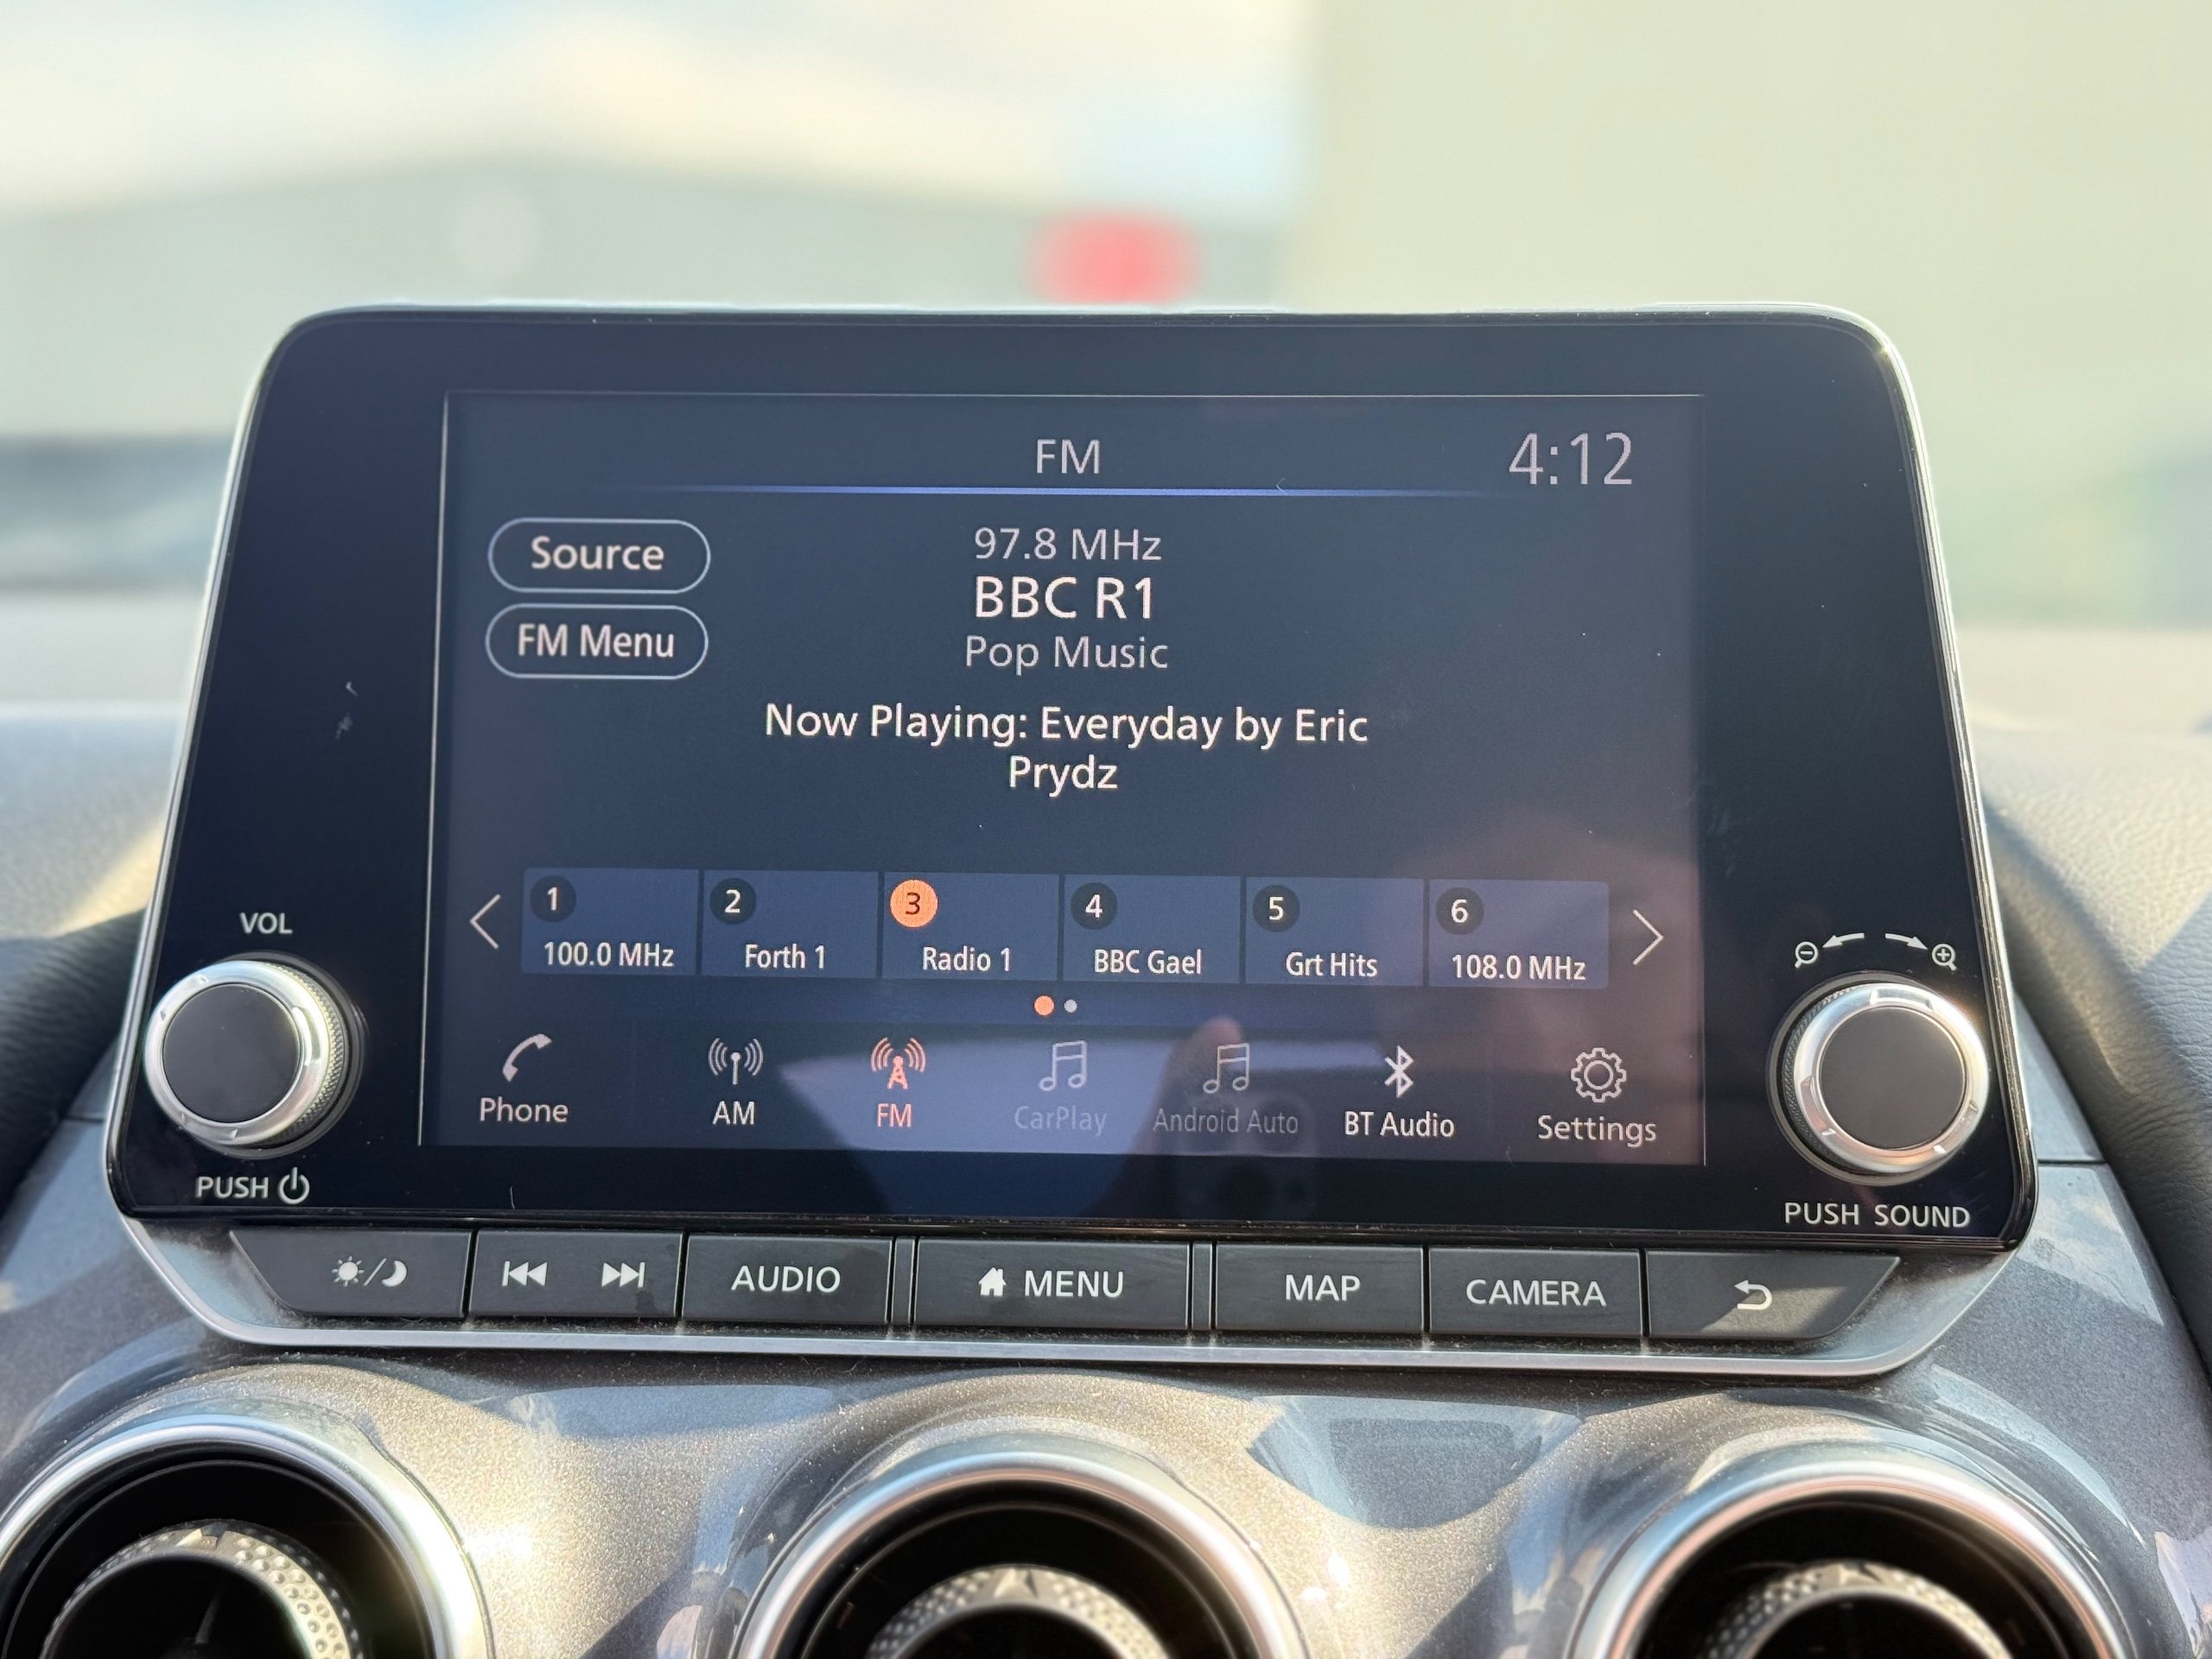 FM
4:12
Source
97.8 MHz
BBC R1
FM Menu
Pop Music
Now Playing: Everyday by Eric
Prydz
1
2
3
4
5
6
100.0 MHz
Forth 1
Radio 1
BBC Gael
Grt Hits
108.0 MHz
VOL
Phone
AM
FM
CarPlay
Android Auto
BT Audio
Settings
PUSH
PUSH SOUND
AUDIO
MENU
MAP
CAMERA